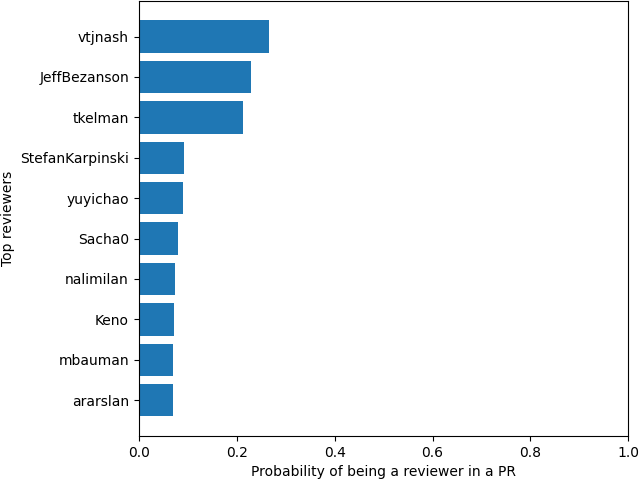 vtjnash
JeffBezanson
tkelman
StefanKarpinski
yuyichao
Sacha0
nalimilan
Keno
mbauman
ararslan
Top reviewers
0.0 0.2 0.4 0.6 0.8 1.0
Probability of being a reviewer in a PR